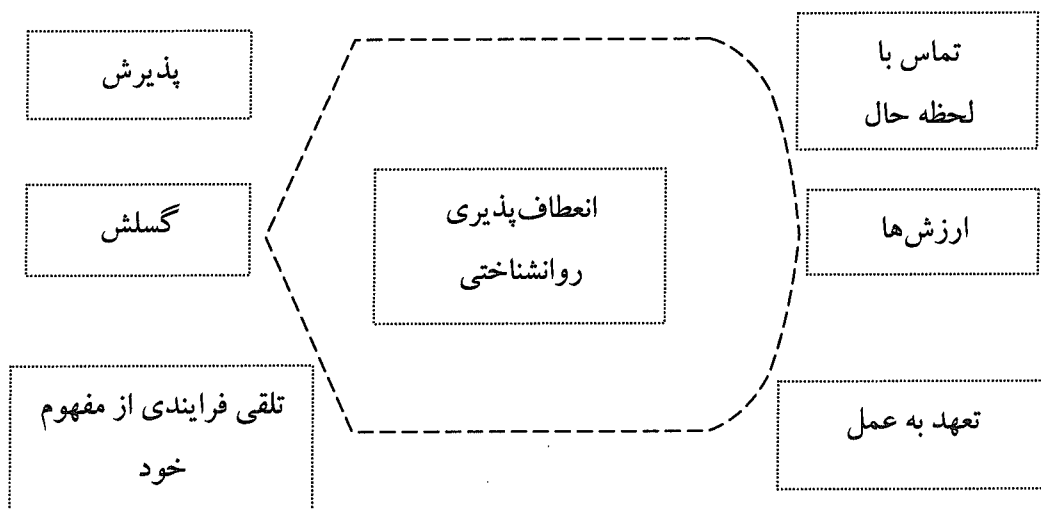 تماس با
لحظه حال
پذیرش
انعطاف‌پذیری
روانشناختی
ارزش‌ها
گسلش
تعهد به عمل
تلقی فرایندی از مفهوم
خود